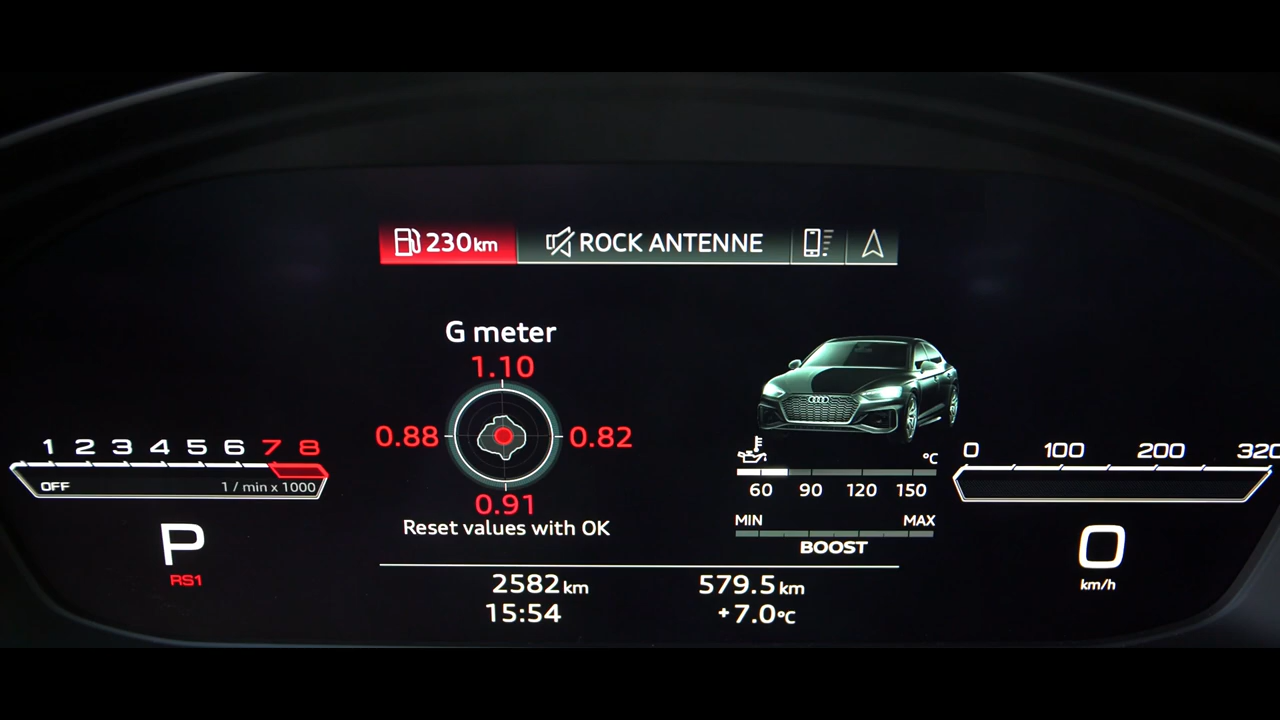 230 km ROCK ANTENNE
G meter
1.10
0.88 0.82
0.91
Reset values with OK
1 2 3 4 5 6 7 8
OFF 1 / min x 1000
P
RS1
°C
60 90 120 150
MIN MAX
BOOST
0 100 200 320
0
km/h
2582 km 579.5 km
15:54 +7.0 °C